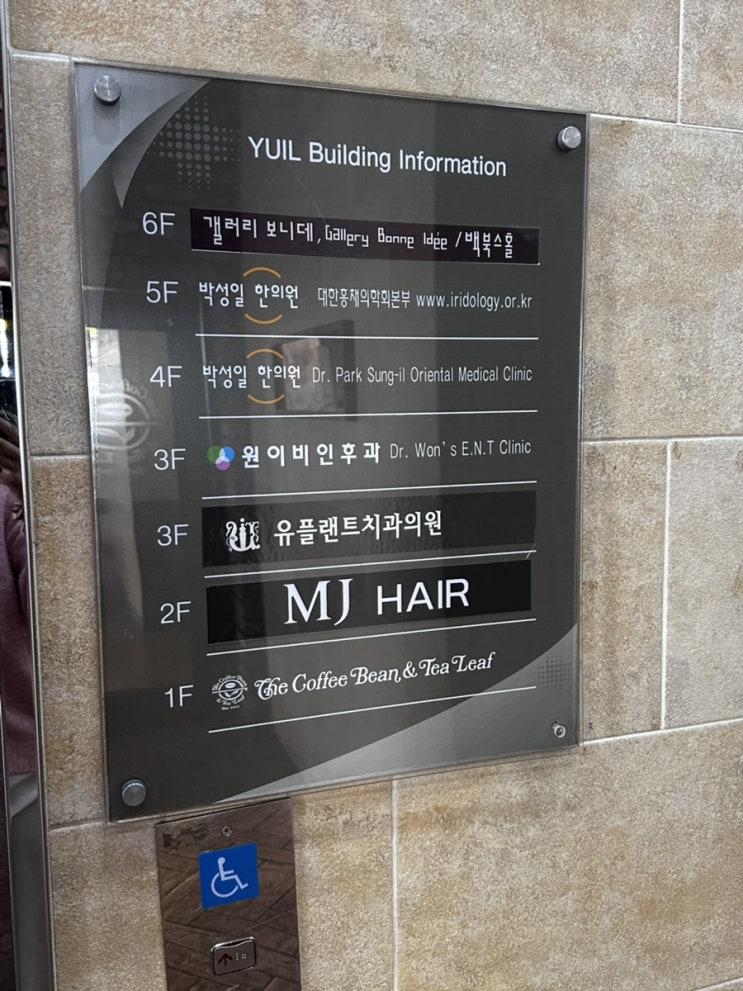 YUIL Building Information
6F 갤러리 보니데, Gallery Bonne Idée / 백북스홀
5F 박성일 한의원 대한홍채의학회본부 www.iridology.or.kr
4F 박성일 한의원 Dr. Park Sung-il Oriental Medical Clinic
3F 원이비인후과 Dr. Won's E.N.T Clinic
3F 유플랜트치과의원
2F MJ HAIR
1F The Coffee Bean & Tea Leaf